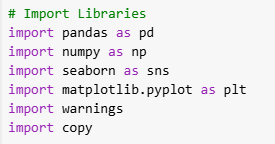 # Import Libraries
import pandas as pd
import numpy as np
import seaborn as sns
import matplotlib.pyplot as plt
import warnings
import copy